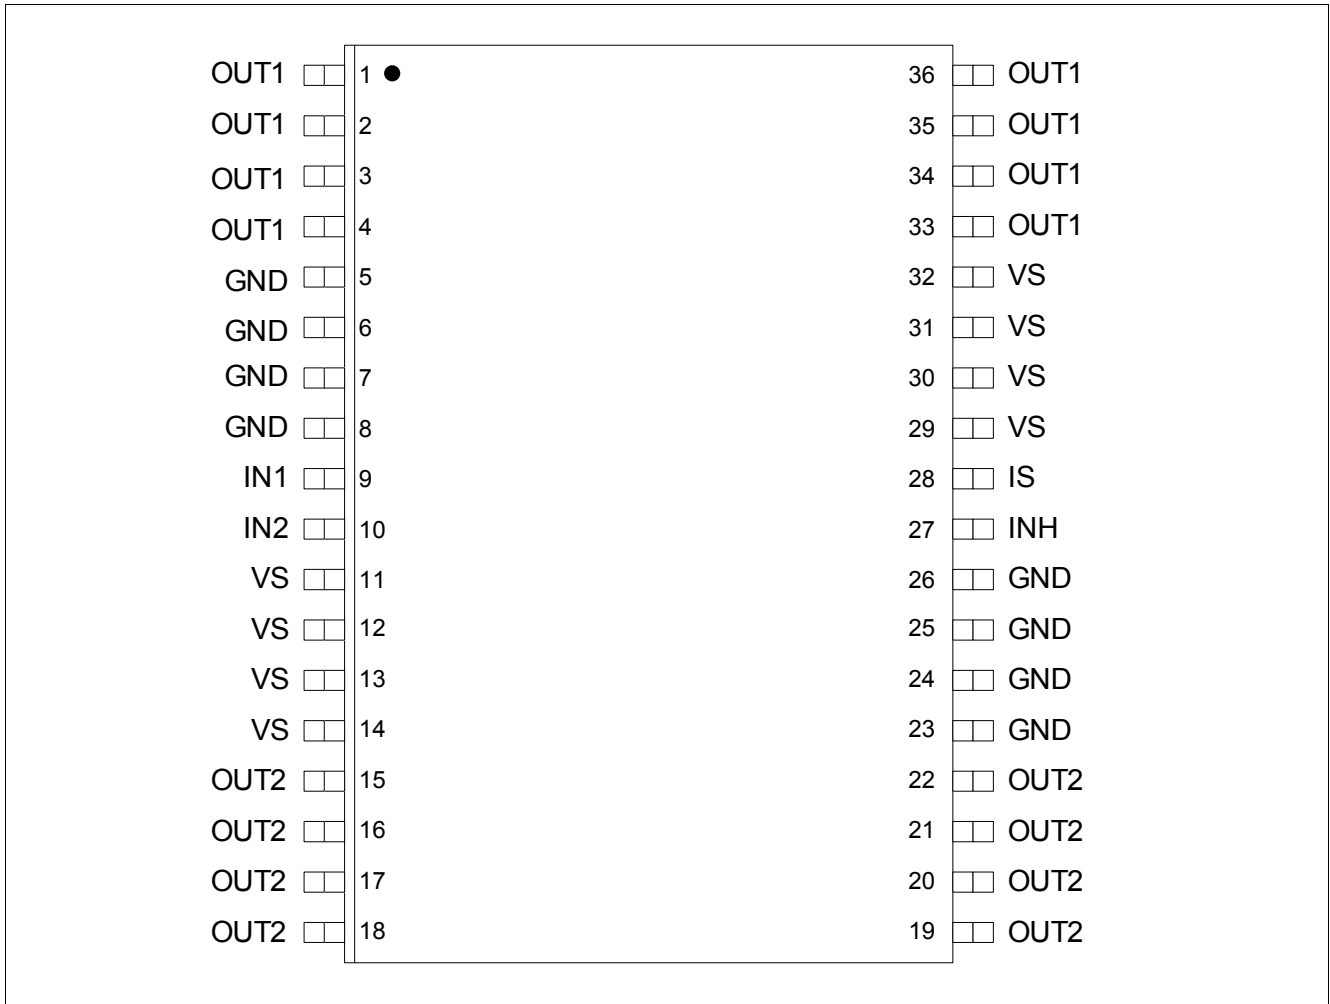 OUT1 1 36 OUT1
OUT1 2 35 OUT1
OUT1 3 34 OUT1
OUT1 4 33 OUT1
GND 5 32 VS
GND 6 31 VS
GND 7 30 VS
GND 8 29 VS
IN1 9 28 IS
IN2 10 27 INH
VS 11 26 GND
VS 12 25 GND
VS 13 24 GND
VS 14 23 GND
OUT2 15 22 OUT2
OUT2 16 21 OUT2
OUT2 17 20 OUT2
OUT2 18 19 OUT2